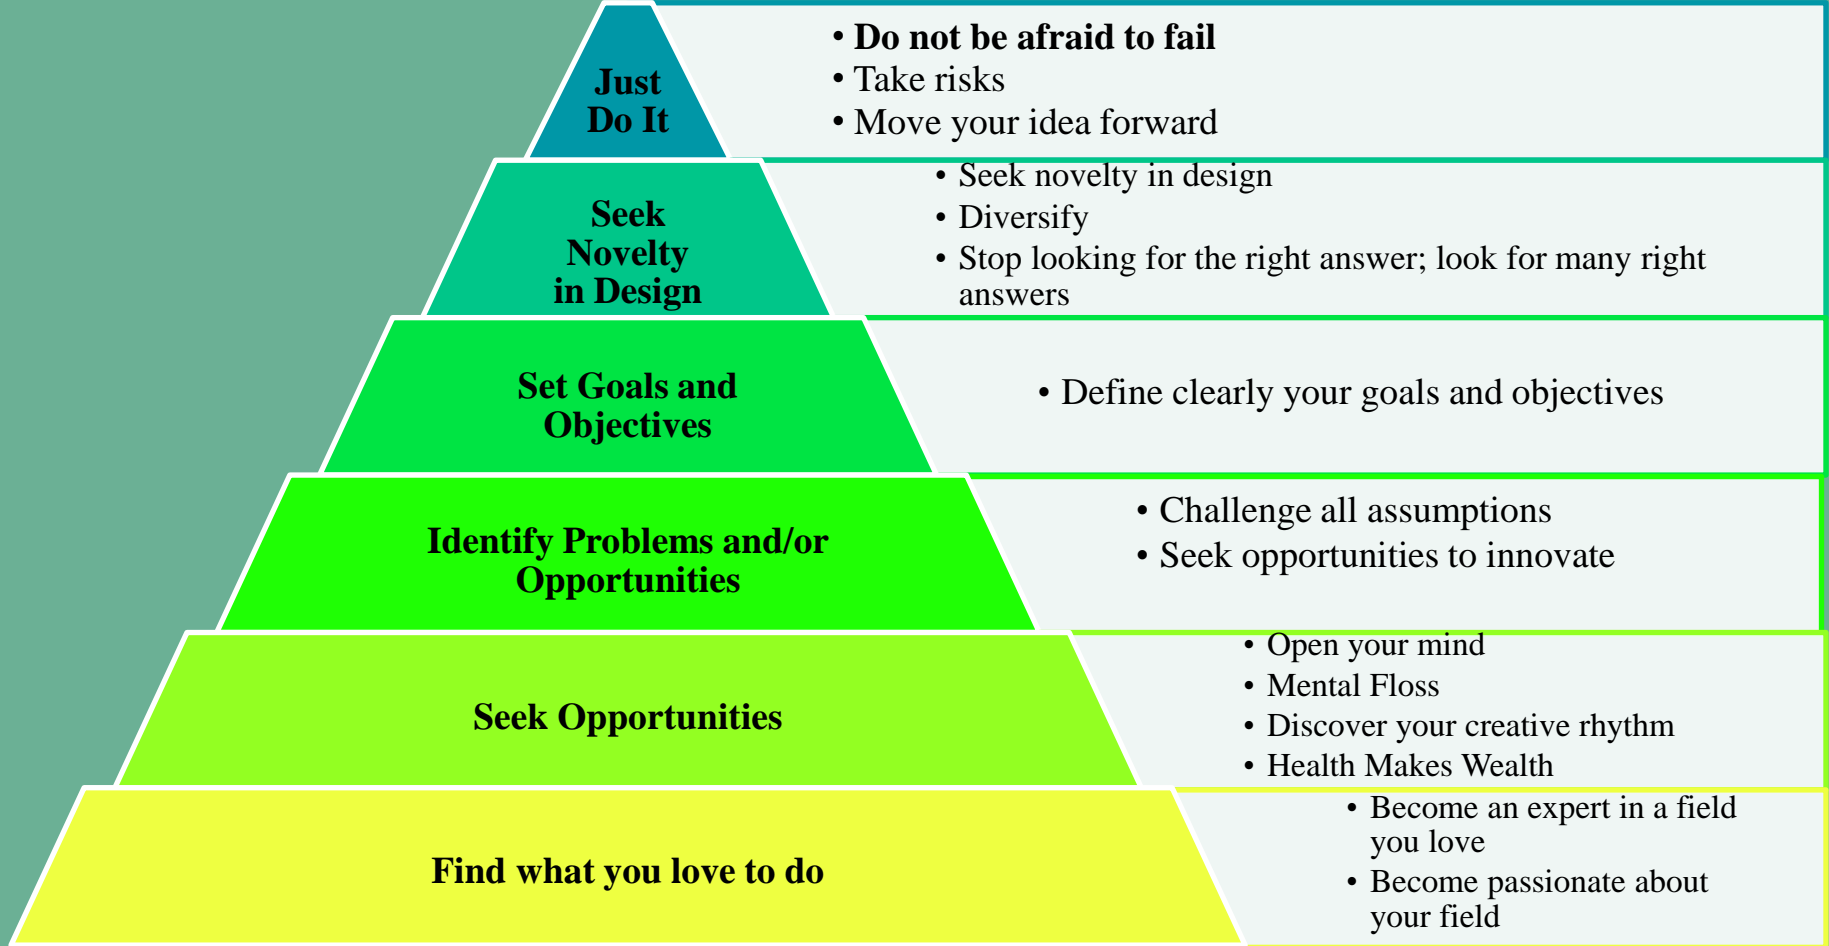 Just
Do It
• Do not be afraid to fail
• Take risks
• Move your idea forward
Seek
Novelty
in Design
• Seek novelty in design
• Diversify
• Stop looking for the right answer; look for many right
answers
Set Goals and
Objectives
• Define clearly your goals and objectives
Identify Problems and/or
Opportunities
• Challenge all assumptions
• Seek opportunities to innovate
Seek Opportunities
• Open your mind
• Mental Floss
• Discover your creative rhythm
• Health Makes Wealth
Find what you love to do
• Become an expert in a field
you love
• Become passionate about
your field